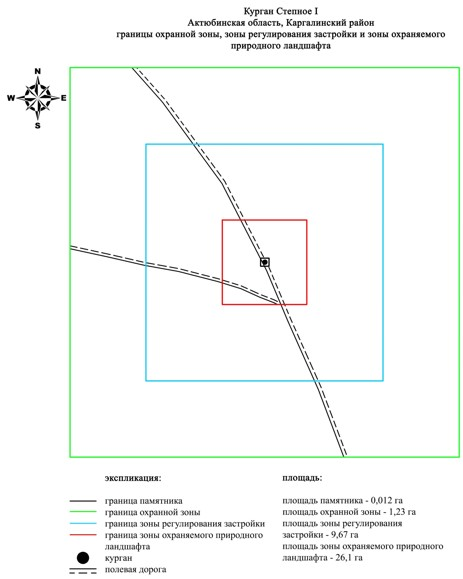 Курган Степное I
Актюбинская область, Каргалинский район
границы охранной зоны, зоны регулирования застройки и зоны охраняемого
природного ландшафта
N
W
E
S
экспликация:
граница памятника
граница охранной зоны
граница зоны регулирования застройки
граница зоны охраняемого природного
ландшафта
курган
полевая дорога
площадь:
площадь памятника - 0,012 га
площадь охранной зоны - 1,23 га
площадь зоны регулирования
застройки - 9,67 га
площадь зоны охраняемого природного
ландшафта - 26,1 га